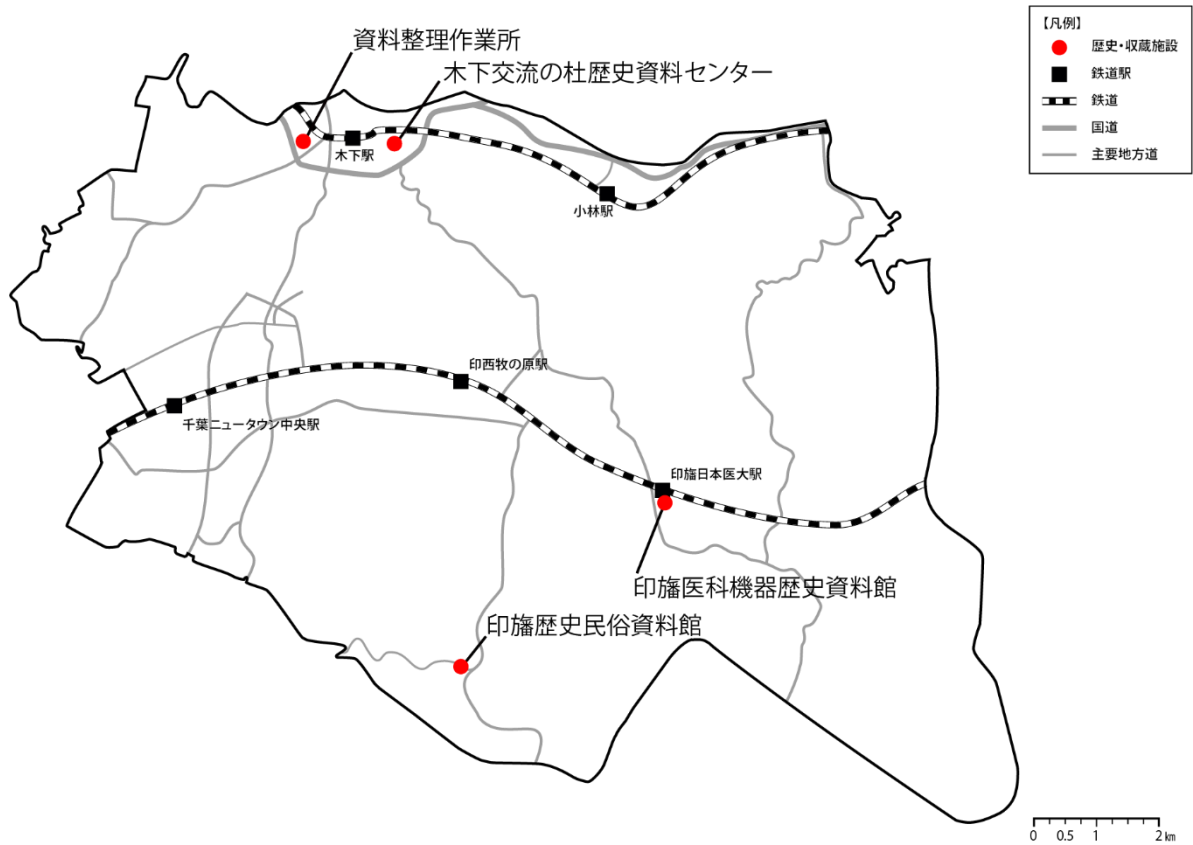 【凡例】
歴史・収蔵施設
鉄道駅
鉄道
国道
主要地方道
資料整理作業所
木下交流の杜歴史資料センター
木下駅
小林駅
印西牧の原駅
千葉ニュータウン中央駅
印旛日本医大駅
印旛医科機器歴史資料館
印旛歴史民俗資料館
0 0.5 1 2km